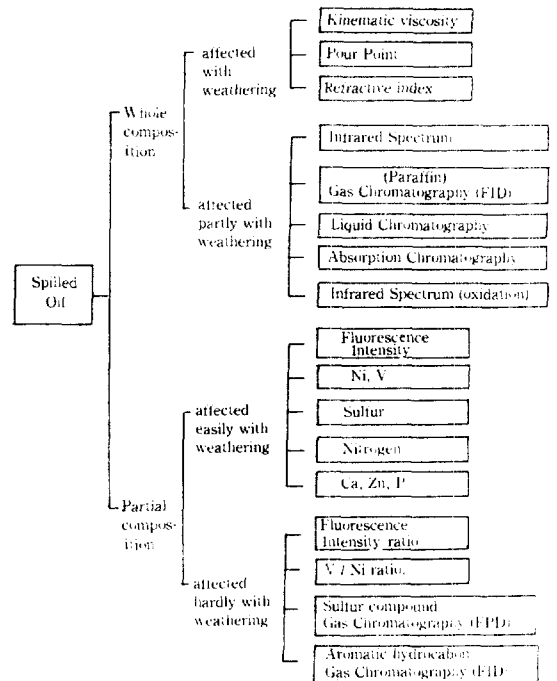 Spilled
Oil
Whole
compos-
ition
affected
with
weathering
Kinematic viscosity
Pour Point
Refractive index
affected
partly with
weathering
Infrared Spectrum
(Paraffin)
Gas Chromatography (FID)
Liquid Chromatography
Absorption Chromatography
Infrared Spectrum (oxidation)
Partial
compos-
ition
affected
easily with
weathering
Fluorescence
Intensity
Ni, V
Sulfur
Nitrogen
Ca, Zn, P
affected
hardly with
weathering
Fluorescence
Intensity ratio
V / Ni ratio.
Sulfur compound
Gas Chromatography (FPD)
Aromatic hydrocarbon
Gas Chromatography (FID)